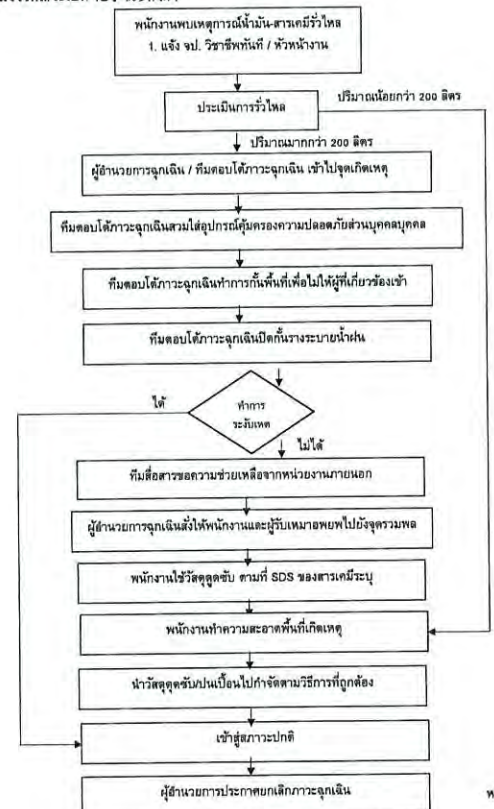 พนักงานพบเหตุการณ์น้ำมัน-สารเคมีรั่วไหล
1. แจ้ง จป. วิชาชีพทันที / หัวหน้างาน
ประเมินการรั่วไหล
ปริมาณน้อยกว่า 200 ลิตร
ปริมาณมากกว่า 200 ลิตร
ผู้อำนวยการฉุกเฉิน / ทีมตอบโต้ภาวะฉุกเฉิน เข้าไปจุดเกิดเหตุ
ทีมตอบโต้ภาวะฉุกเฉินสวมใส่อุปกรณ์คุ้มครองความปลอดภัยส่วนบุคคลบุคคล
ทีมตอบโต้ภาวะฉุกเฉินทำการกั้นพื้นที่เพื่อไม่ให้ผู้ที่เกี่ยวข้องเข้า
ทีมตอบโต้ภาวะฉุกเฉินปิดกั้นรางระบายน้ำฝน
ได้
ทำการ
ระงับเหตุ
ไม่ได้
ทีมสื่อสารขอความช่วยเหลือจากหน่วยงานภายนอก
ผู้อำนวยการฉุกเฉินสั่งให้พนักงานและผู้รับเหมาอพยพไปยังจุดรวมพล
พนักงานใช้วัสดุดูดซับ ตามที่ SDS ของสารเคมีระบุ
พนักงานทำความสะอาดพื้นที่เกิดเหตุ
นำวัสดุดูดซับ/ปนเปื้อนไปกำจัดตามวิธีการที่ถูกต้อง
เข้าสู่สภาวะปกติ
ผู้อำนวยการประกาศยกเลิกภาวะฉุกเฉิน
ห